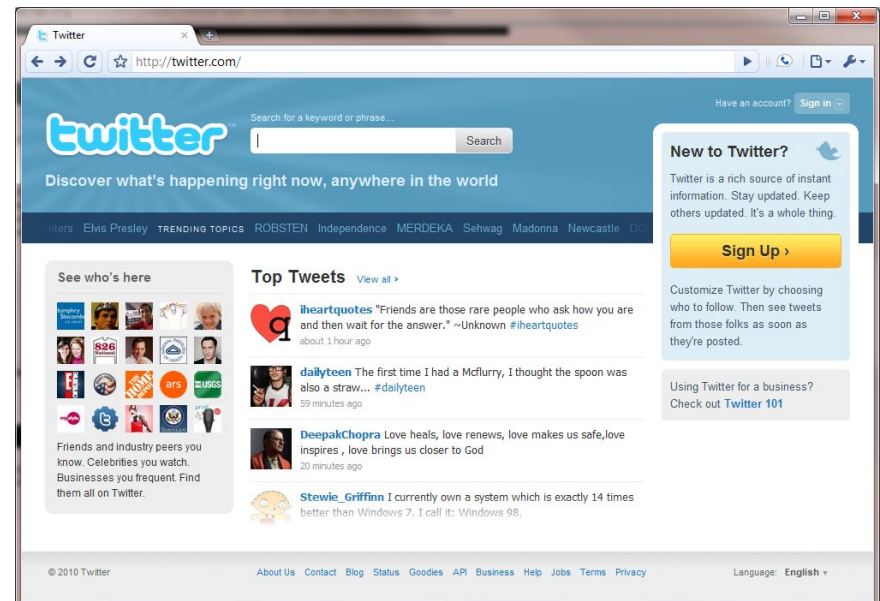 Twitter
http://twitter.com/
Have an account? Sign in
twitter™
Search for a keyword or phrase...
Search
Discover what's happening right now, anywhere in the world
Elvis Presley TRENDING TOPICS ROBSTEN Independence MERDEKA Sehwag Madonna Newcastle
New to Twitter?
Twitter is a rich source of instant
information. Stay updated. Keep
others updated. It's a whole thing.
Sign Up ›
Customize Twitter by choosing
who to follow. Then see tweets
from those folks as soon as
they're posted.
Using Twitter for a business?
Check out Twitter 101
See who's here
826
National
ars
USGS
Friends and industry peers you
know. Celebrities you watch.
Businesses you frequent. Find
them all on Twitter.
Top Tweets View all ›
iheartquotes "Friends are those rare people who ask how you are
and then wait for the answer." ~Unknown #iheartquotes
about 1 hour ago
dailyteen The first time I had a Mcflurry, I thought the spoon was
also a straw... #dailyteen
59 minutes ago
DeepakChopra Love heals, love renews, love makes us safe,love
inspires , love brings us closer to God
20 minutes ago
Stewie_Griffinn I currently own a system which is exactly 14 times
better than Windows 7. I call it: Windows 98.
© 2010 Twitter
About Us Contact Blog Status Goodies API Business Help Jobs Terms Privacy
Language: English